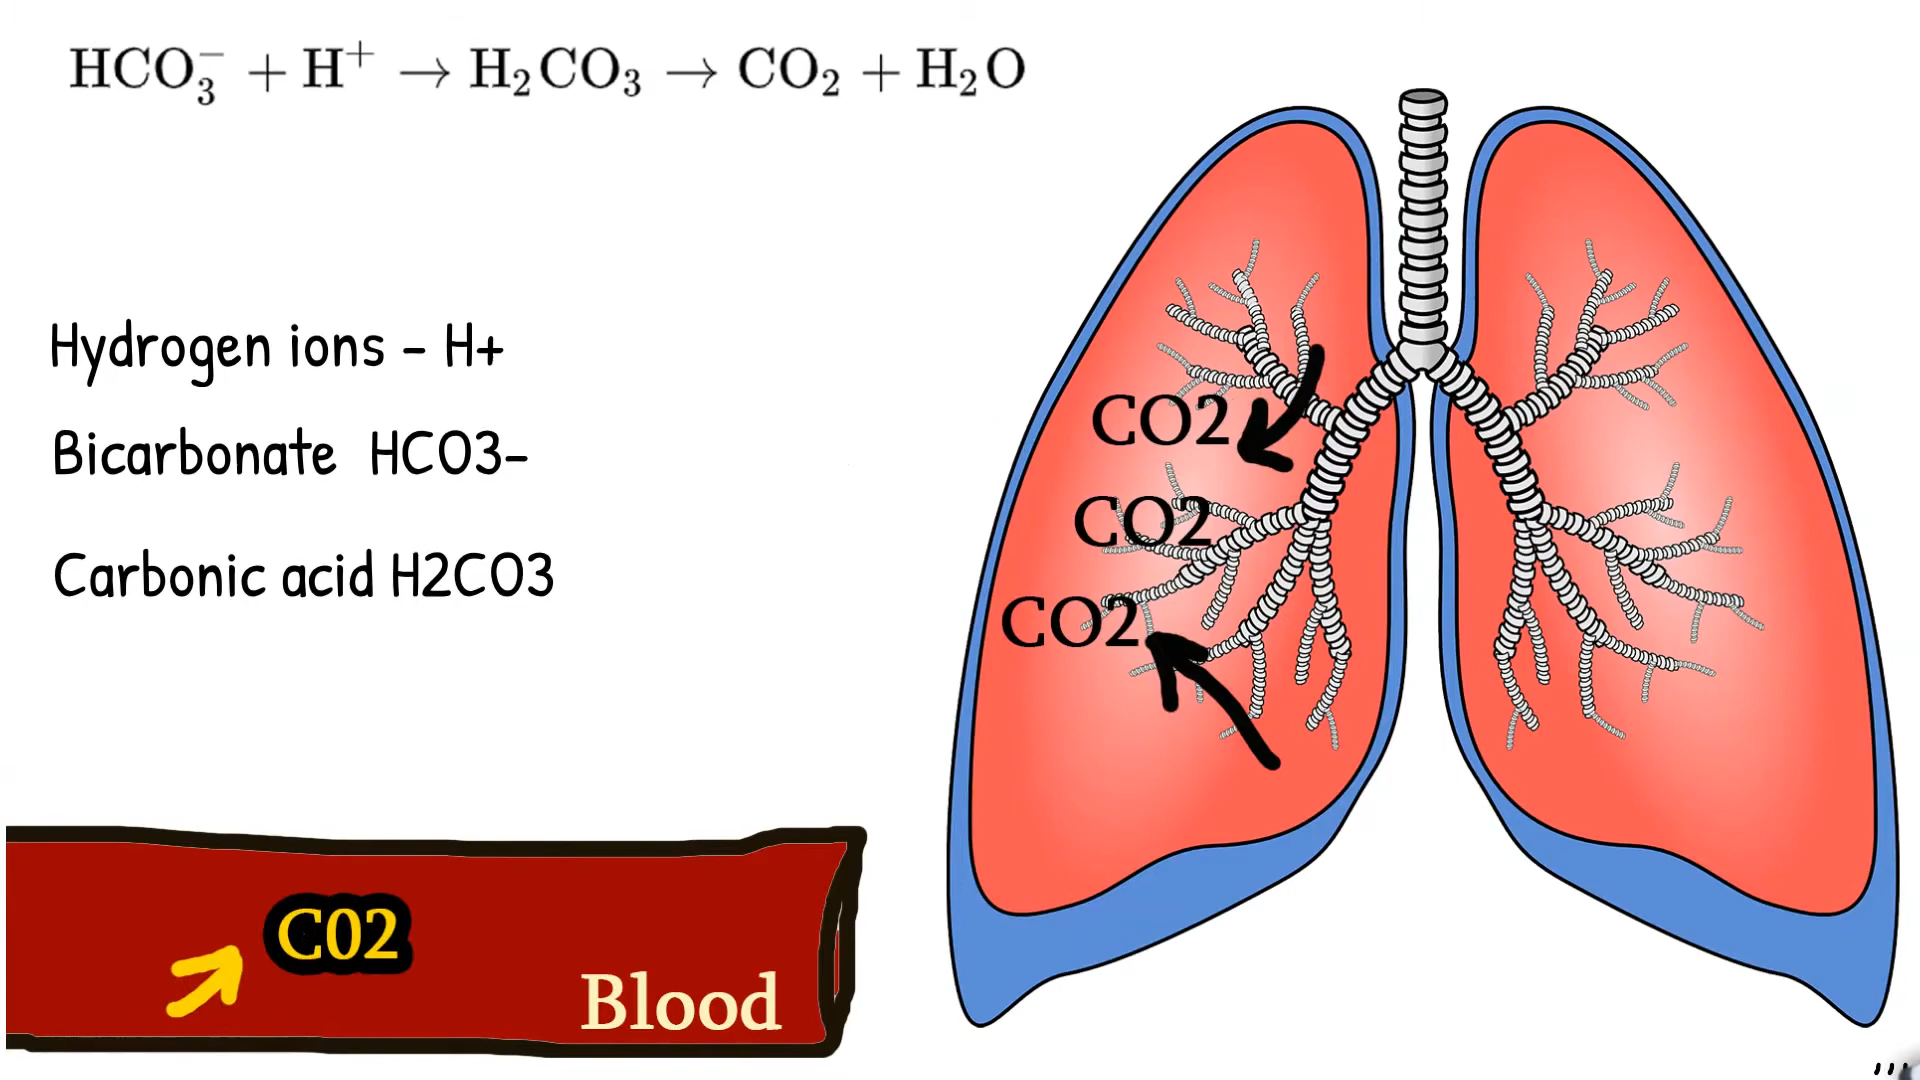 HCO₃⁻ + H⁺ → H₂CO₃ → CO₂ + H₂O
Hydrogen ions - H+
Bicarbonate HCO3-
Carbonic acid H2CO3
CO2
CO2
CO2
C02
Blood